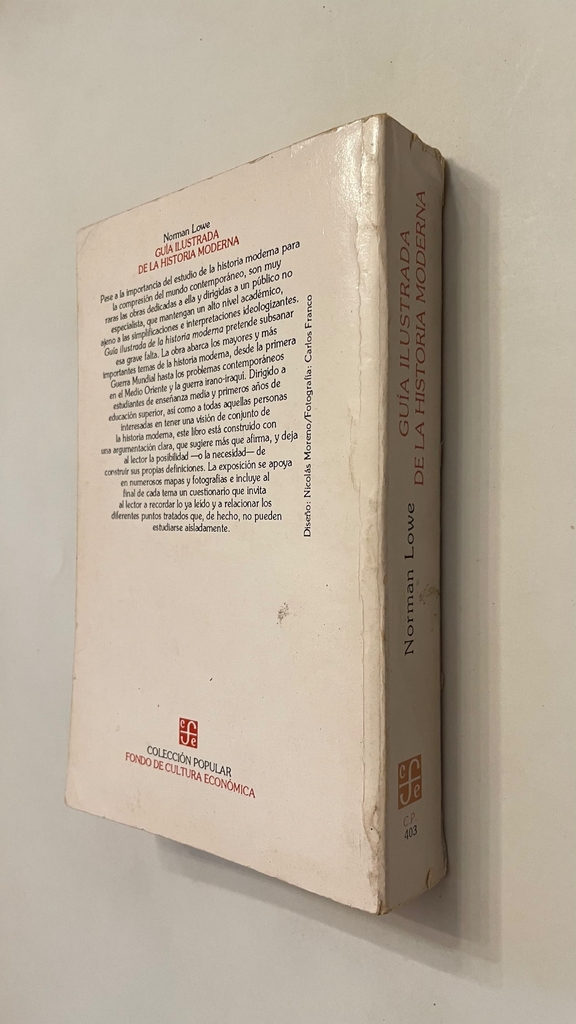 Norman Lowe
GUÍA ILUSTRADA
DE LA HISTORIA MODERNA
Pese a la importancia del estudio de la historia moderna para
la compresión del mundo contemporáneo, son muy
raras las obras dedicadas a ella y dirigidas a un público no
especialista, que mantengan un alto nivel académico,
ajeno a las simplificaciones e interpretaciones ideologizantes.
Guía ilustrada de la historia moderna pretende subsanar
esa grave falta. La obra abarca los mayores y más
importantes temas de la historia moderna, desde la primera
Guerra Mundial hasta los problemas contemporáneos
en el Medio Oriente y la guerra irano-iraquí. Dirigido a
estudiantes de enseñanza media y primeros años de
educación superior, así como a todas aquellas personas
interesadas en tener una visión de conjunto de
la historia moderna, este libro está construido con
una argumentación clara, que sugiere más que afirma, y deja
al lector la posibilidad —o la necesidad— de
construir sus propias definiciones. La exposición se apoya
en numerosos mapas y fotografías e incluye al
final de cada tema un cuestionario que invita
al lector a recordar lo ya leído y a relacionar los
diferentes puntos tratados que, de hecho, no pueden
estudiarse aisladamente.
Diseño: Nicolás Moreno/Fotografía: Carlos Franco
cfe
COLECCIÓN POPULAR
FONDO DE CULTURA ECONÓMICA
Norman Lowe
GUÍA ILUSTRADA
DE LA HISTORIA MODERNA
cfe
C.P.
403